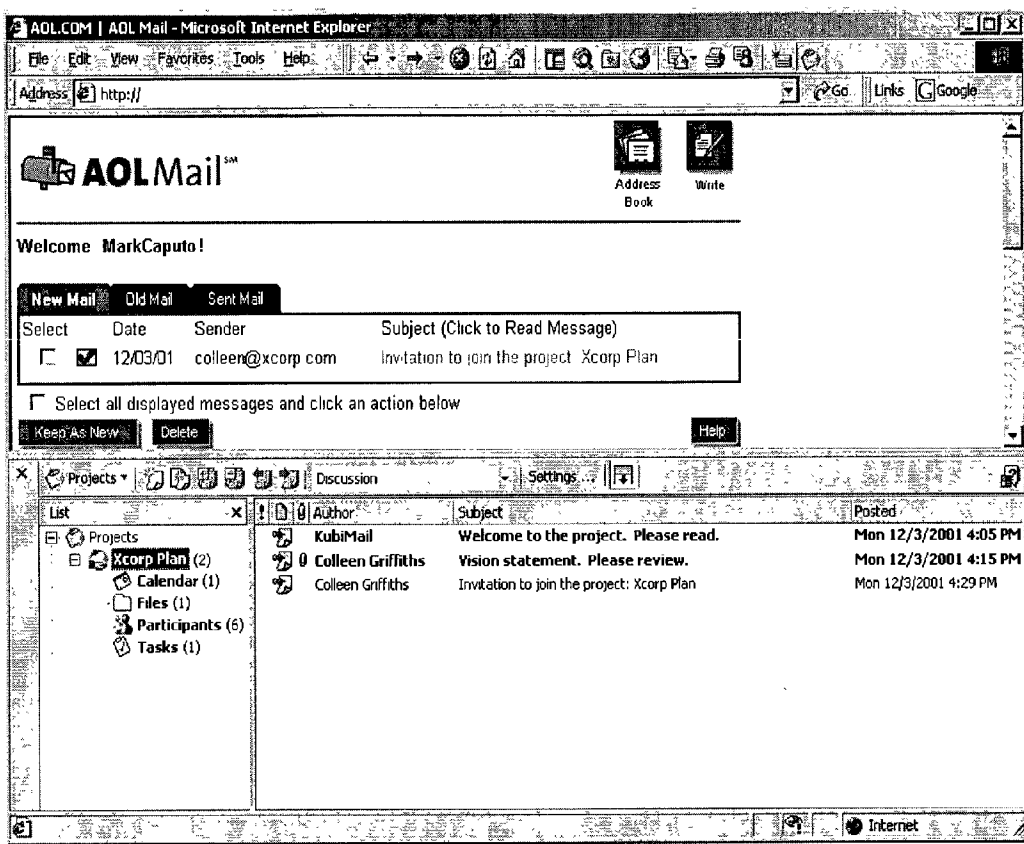 AOL.COM | AOL Mail - Microsoft Internet Explorer
File Edit View Favorites Tools Help
Address http:// Go Links Google
AOLMail SM
Address Book
Write
Welcome MarkCaputo!
New Mail Old Mail Sent Mail
Select Date Sender Subject (Click to Read Message)
12/03/01 colleen@xcorp com Invitation to join the project Xcorp Plan
Select all displayed messages and click an action below
Keep As New Delete Help
Projects Discussion Settings ...
List ! Author Subject Posted
Projects
Xcorp Plan (2)
Calendar (1)
Files (1)
Participants (6)
Tasks (1)
KubiMail Welcome to the project. Please read. Mon 12/3/2001 4:05 PM
Colleen Griffiths Vision statement. Please review. Mon 12/3/2001 4:15 PM
Colleen Griffiths Invitation to join the project: Xcorp Plan Mon 12/3/2001 4:29 PM
Internet